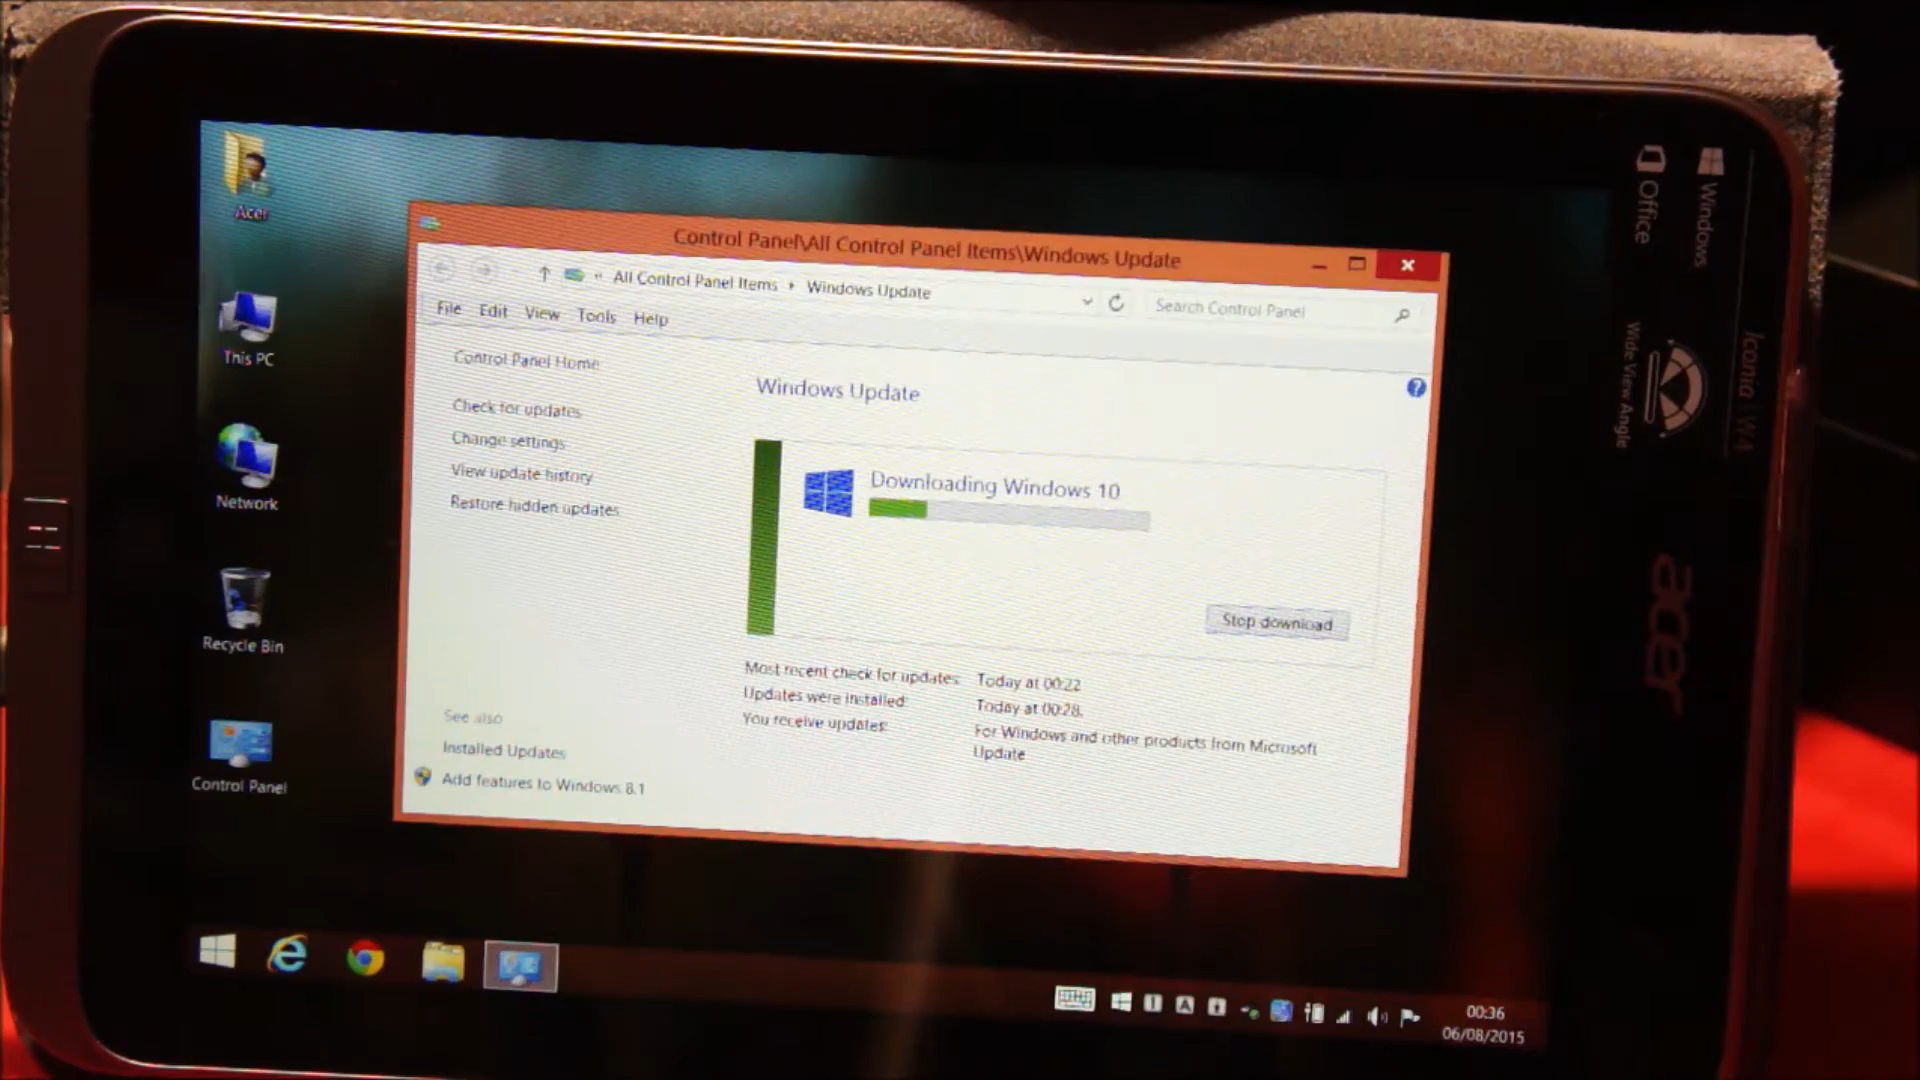 Acer
This PC
Network
Recycle Bin
Control Panel
Control Panel\All Control Panel Items\Windows Update
All Control Panel Items
Windows Update
Search Control Panel
File Edit View Tools Help
Control Panel Home
Check for updates
Change settings
View update history
Restore hidden updates
See also
Installed Updates
Add features to Windows 8.1
Windows Update
Downloading Windows 10
Stop download
Most recent check for updates: Today at 00:22
Updates were installed: Today at 00:28.
You receive updates: For Windows and other products from Microsoft
Update
00:36
06/08/2015
Office
Windows
Wide View Angle
Iconia W4
acer